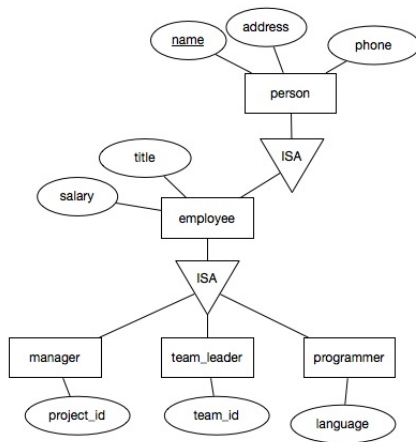 address
name
phone
person
ISA
title
salary
employee
ISA
manager
team_leader
programmer
project_id
team_id
language